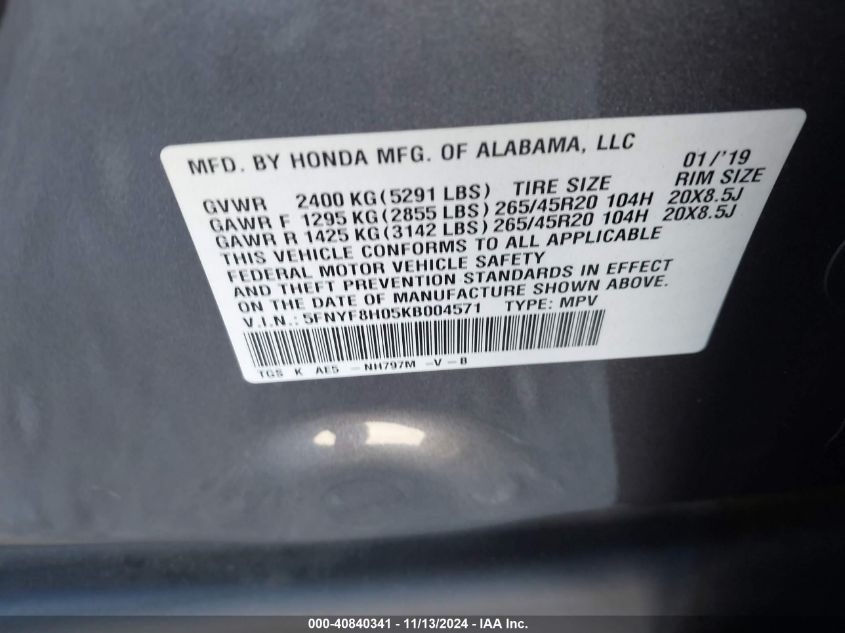 MFD. BY HONDA MFG. OF ALABAMA, LLC 01/'19
GVWR 2400 KG(5291 LBS) TIRE SIZE RIM SIZE
GAWR F 1295 KG(2855 LBS)265/45R20 104H 20X8.5J
GAWR R 1425 KG(3142 LBS)265/45R20 104H 20X8.5J
THIS VEHICLE CONFORMS TO ALL APPLICABLE
FEDERAL MOTOR VEHICLE SAFETY
AND THEFT PREVENTION STANDARDS IN EFFECT
ON THE DATE OF MANUFACTURE SHOWN ABOVE.
V.I.N.: 5FNYF8H05KB004571 TYPE: MPV
TGS K AE5 -NH797M -V-B
000-40840341 - 11/13/2024 - IAA Inc.